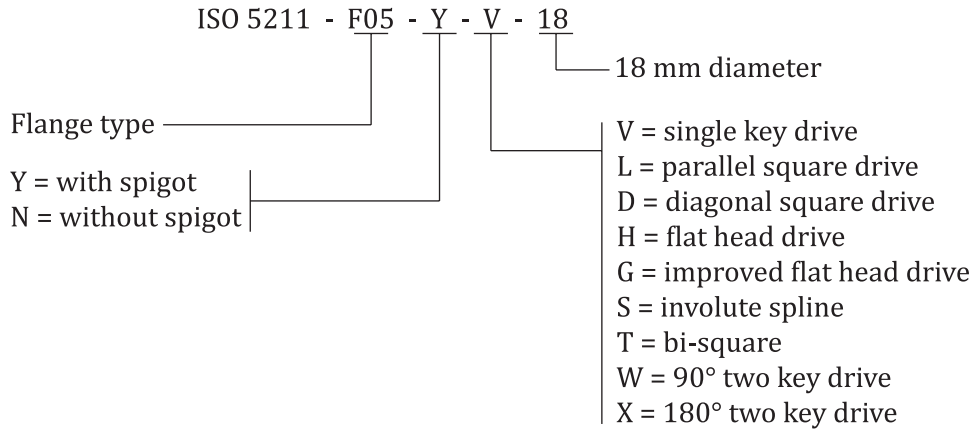 ISO 5211 - F05 - Y - V - 18
18 mm diameter
Flange type
Y = with spigot
N = without spigot
V = single key drive
L = parallel square drive
D = diagonal square drive
H = flat head drive
G = improved flat head drive
S = involute spline
T = bi-square
W = 90° two key drive
X = 180° two key drive